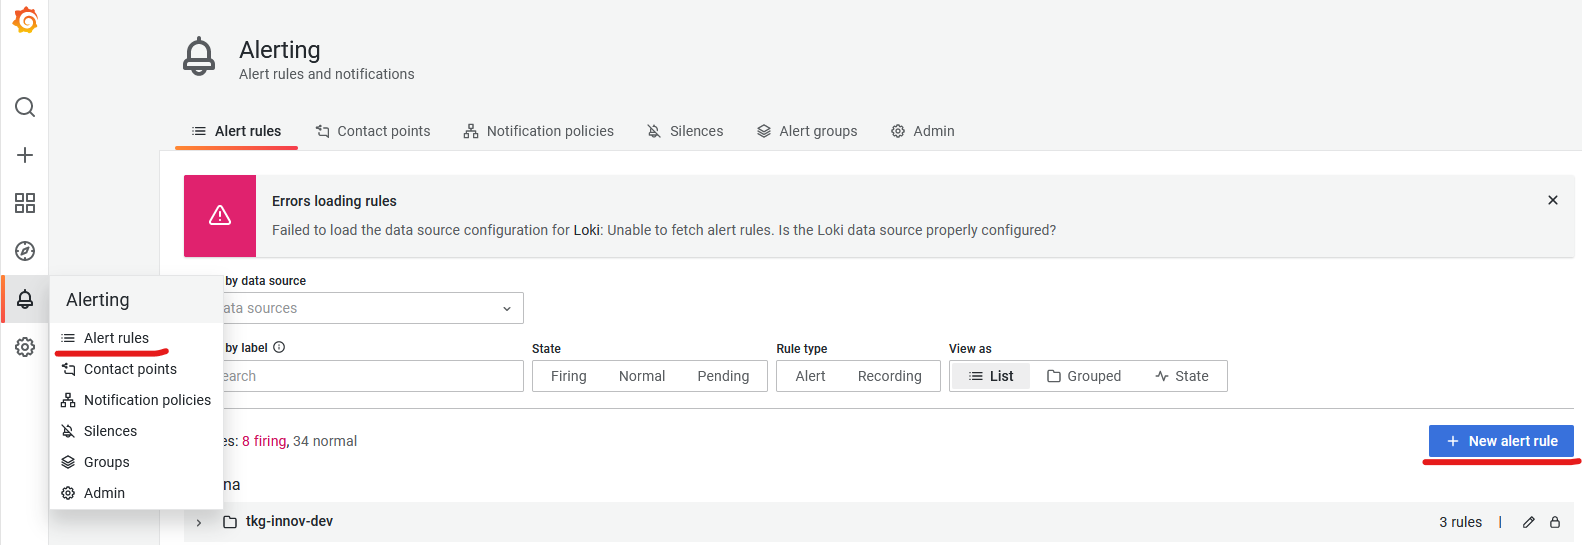 Alerting
Alert rules and notifications
Alert rules
Contact points
Notification policies
Silences
Alert groups
Admin
Errors loading rules
Failed to load the data source configuration for Loki: Unable to fetch alert rules. Is the Loki data source properly configured?
by data source
ata sources
by label
State
Rule type
View as
earch
Firing
Normal
Pending
Alert
Recording
List
Grouped
State
es: 8 firing, 34 normal
New alert rule
na
tkg-innov-dev
3 rules
Alerting
Alert rules
Contact points
Notification policies
Silences
Groups
Admin